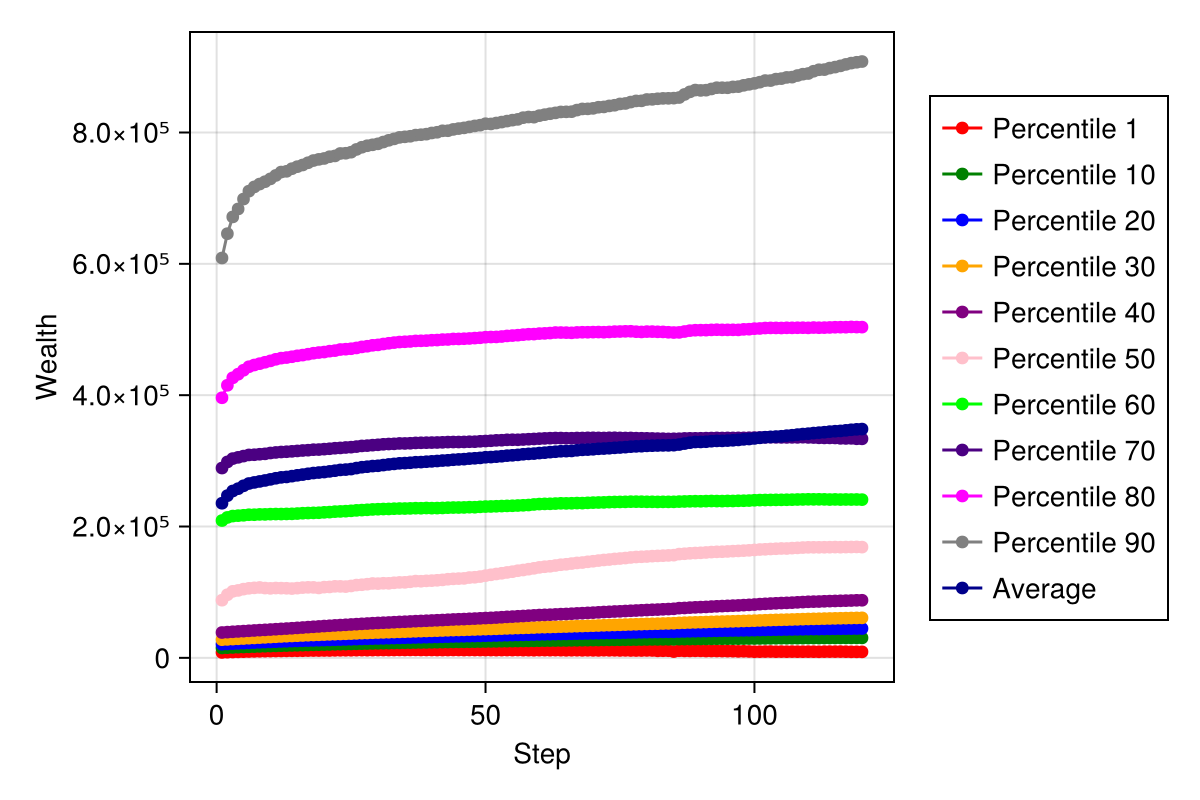 8.0×10⁵
6.0×10⁵
4.0×10⁵
2.0×10⁵
0
Wealth
0 50 100
Step
Percentile 1
Percentile 10
Percentile 20
Percentile 30
Percentile 40
Percentile 50
Percentile 60
Percentile 70
Percentile 80
Percentile 90
Average